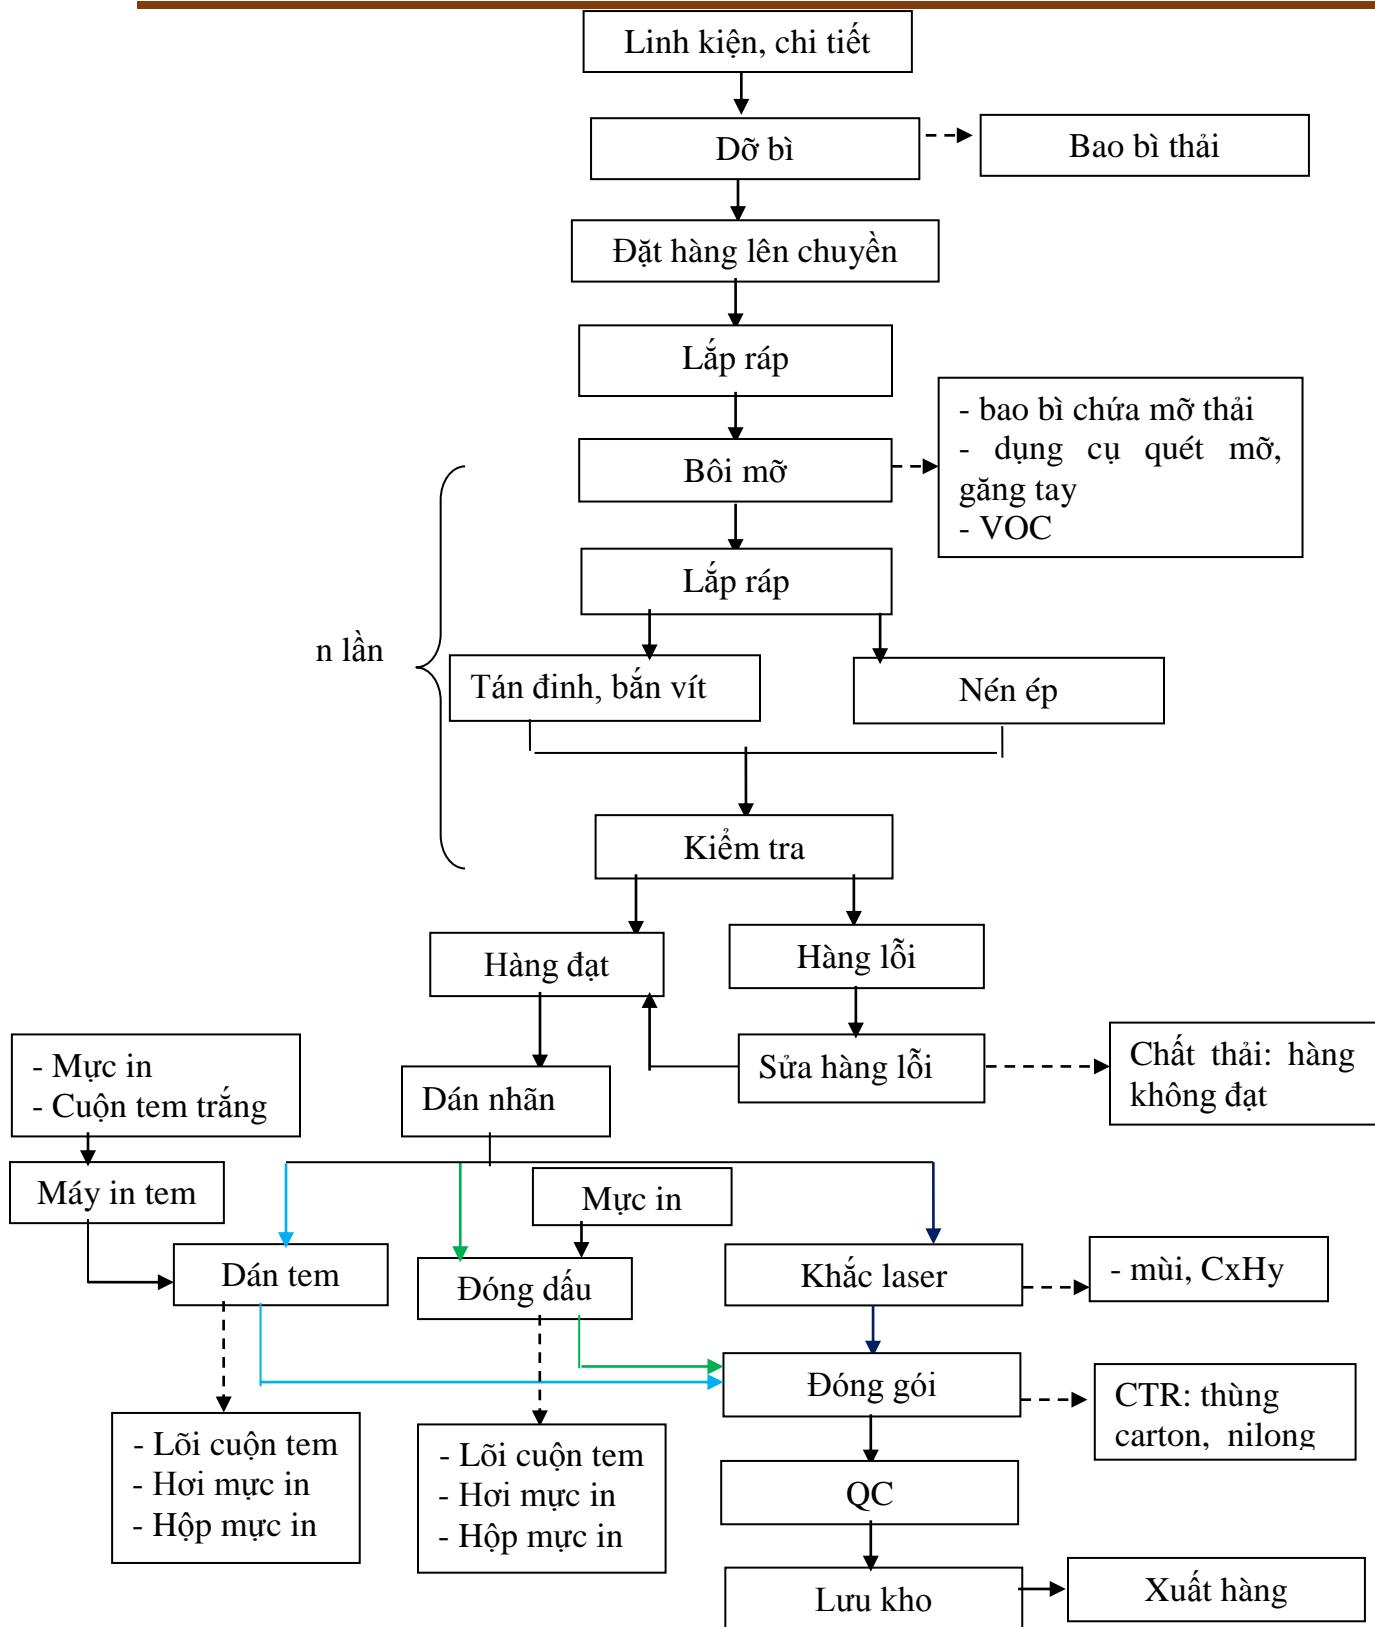 Linh kiện, chi tiết
Dỡ bì
Bao bì thải
Đặt hàng lên chuyền
Lắp ráp
- bao bì chứa mỡ thải
- dụng cụ quét mỡ,
găng tay
- VOC
Bôi mỡ
Lắp ráp
n lần
Tán đinh, bắn vít
Nén ép
Kiểm tra
Hàng đạt
Hàng lỗi
- Mực in
- Cuộn tem trắng
Dán nhãn
Sửa hàng lỗi
Chất thải: hàng
không đạt
Máy in tem
Mực in
Dán tem
Đóng dấu
Khắc laser
- mùi, CxHy
Đóng gói
CTR: thùng
carton, nilong
- Lõi cuộn tem
- Hơi mực in
- Hộp mực in
- Lõi cuộn tem
- Hơi mực in
- Hộp mực in
QC
Lưu kho
Xuất hàng